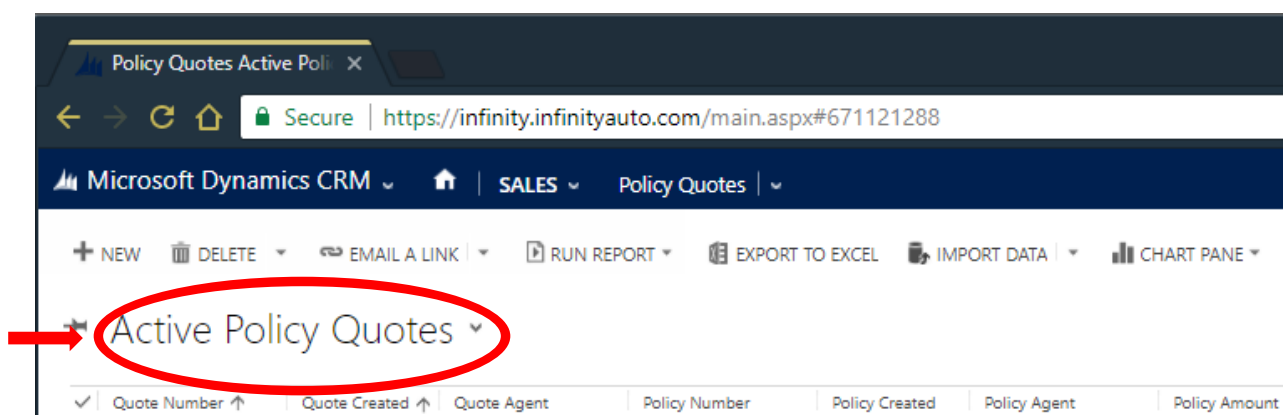 Policy Quotes Active Poli
Secure | https://infinity.infinityauto.com/main.aspx#671121288
Microsoft Dynamics CRM | SALES Policy Quotes |
NEW DELETE EMAIL A LINK RUN REPORT EXPORT TO EXCEL IMPORT DATA CHART PANE
Active Policy Quotes
Quote Number ↑ Quote Created ↑ Quote Agent Policy Number Policy Created Policy Agent Policy Amount